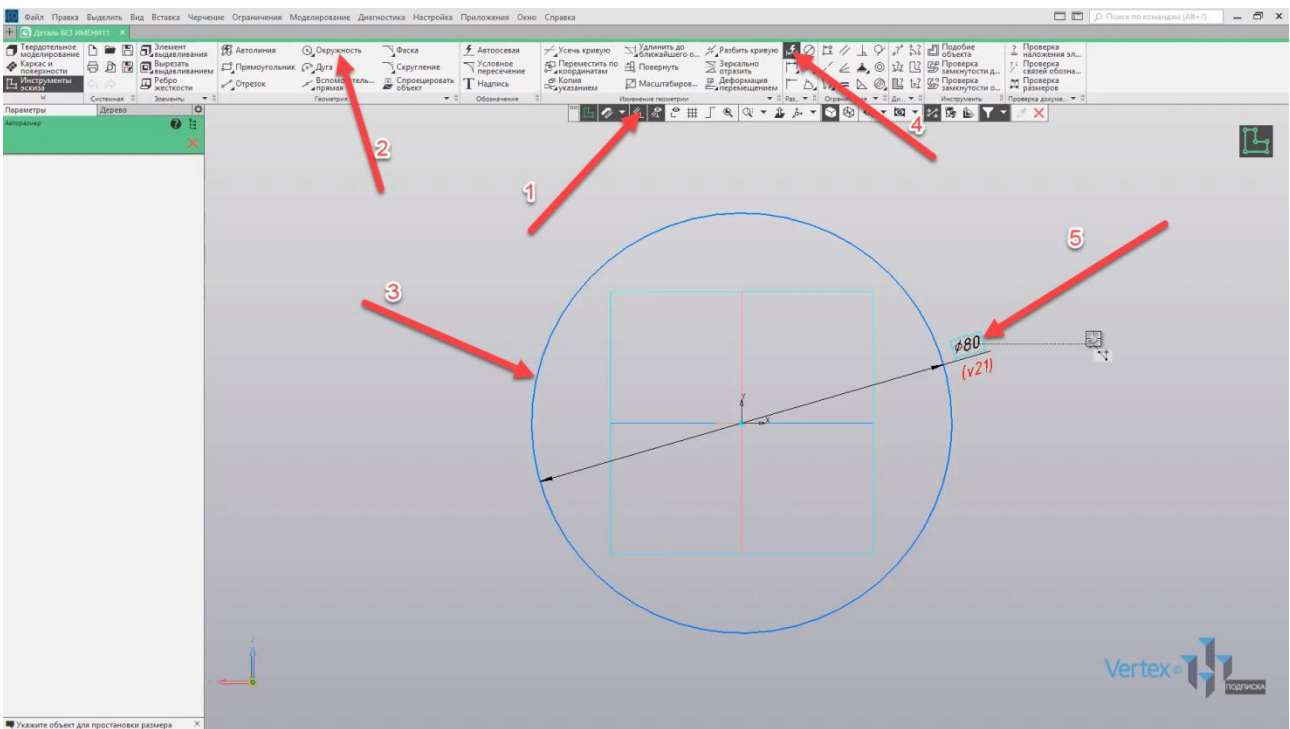 Файл Правка Выделить Вид Вставка Черчение Ограничения Моделирование Диагностика Настройка Приложения Окно Справка
Поиск по командам (Alt+/)
Деталь БЕЗ ИМЕНИ11
Твердотельное моделирование
Каркас и поверхности
Инструменты эскиза
Системная
Элемент выдавливания
Вырезать выдавливанием
Ребро жесткости
Элементы
Автолиния
Окружность
Фаска
Прямоугольник
Дуга
Скругление
Отрезок
Вспомогатель... прямая
Спроецировать объект
Геометрия
Автоосевая
Условное пересечение
Надпись
Обозначения
Усечь кривую
Удлинить до ближайшего о...
Разбить кривую
Переместить по координатам
Повернуть
Зеркально отразить
Копия указанием
Масштабиров...
Деформация перемещением
Изменение геометрии
Раз...
Ди...
Подобие объекта
Проверка замкнутости д...
Проверка замкнутости о...
Инструменты
Проверка наложения эл...
Проверка связей обозна...
Проверка размеров
Проверка докуме...
Параметры
Дерево
Авторазмер
4
2
1
5
3
ϕ80
(v21)
Y
X
Vertex
ПОДПИСКА
Укажите объект для простановки размера